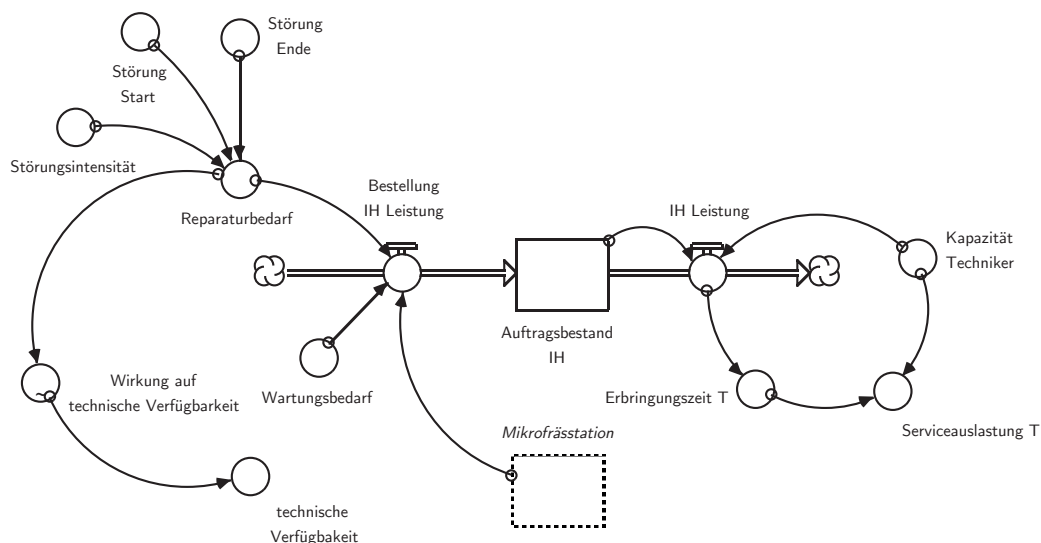 Störung
Ende
Störung
Start
Störungsintensität
Reparaturbedarf
Bestellung
IH Leistung
IH Leistung
Kapazität
Techniker
Auftragsbestand
IH
Wirkung auf
technische Verfügbarkeit
Wartungsbedarf
Erbringungszeit T
Serviceauslastung T
Mikrofrässtation
technische
Verfügbakeit